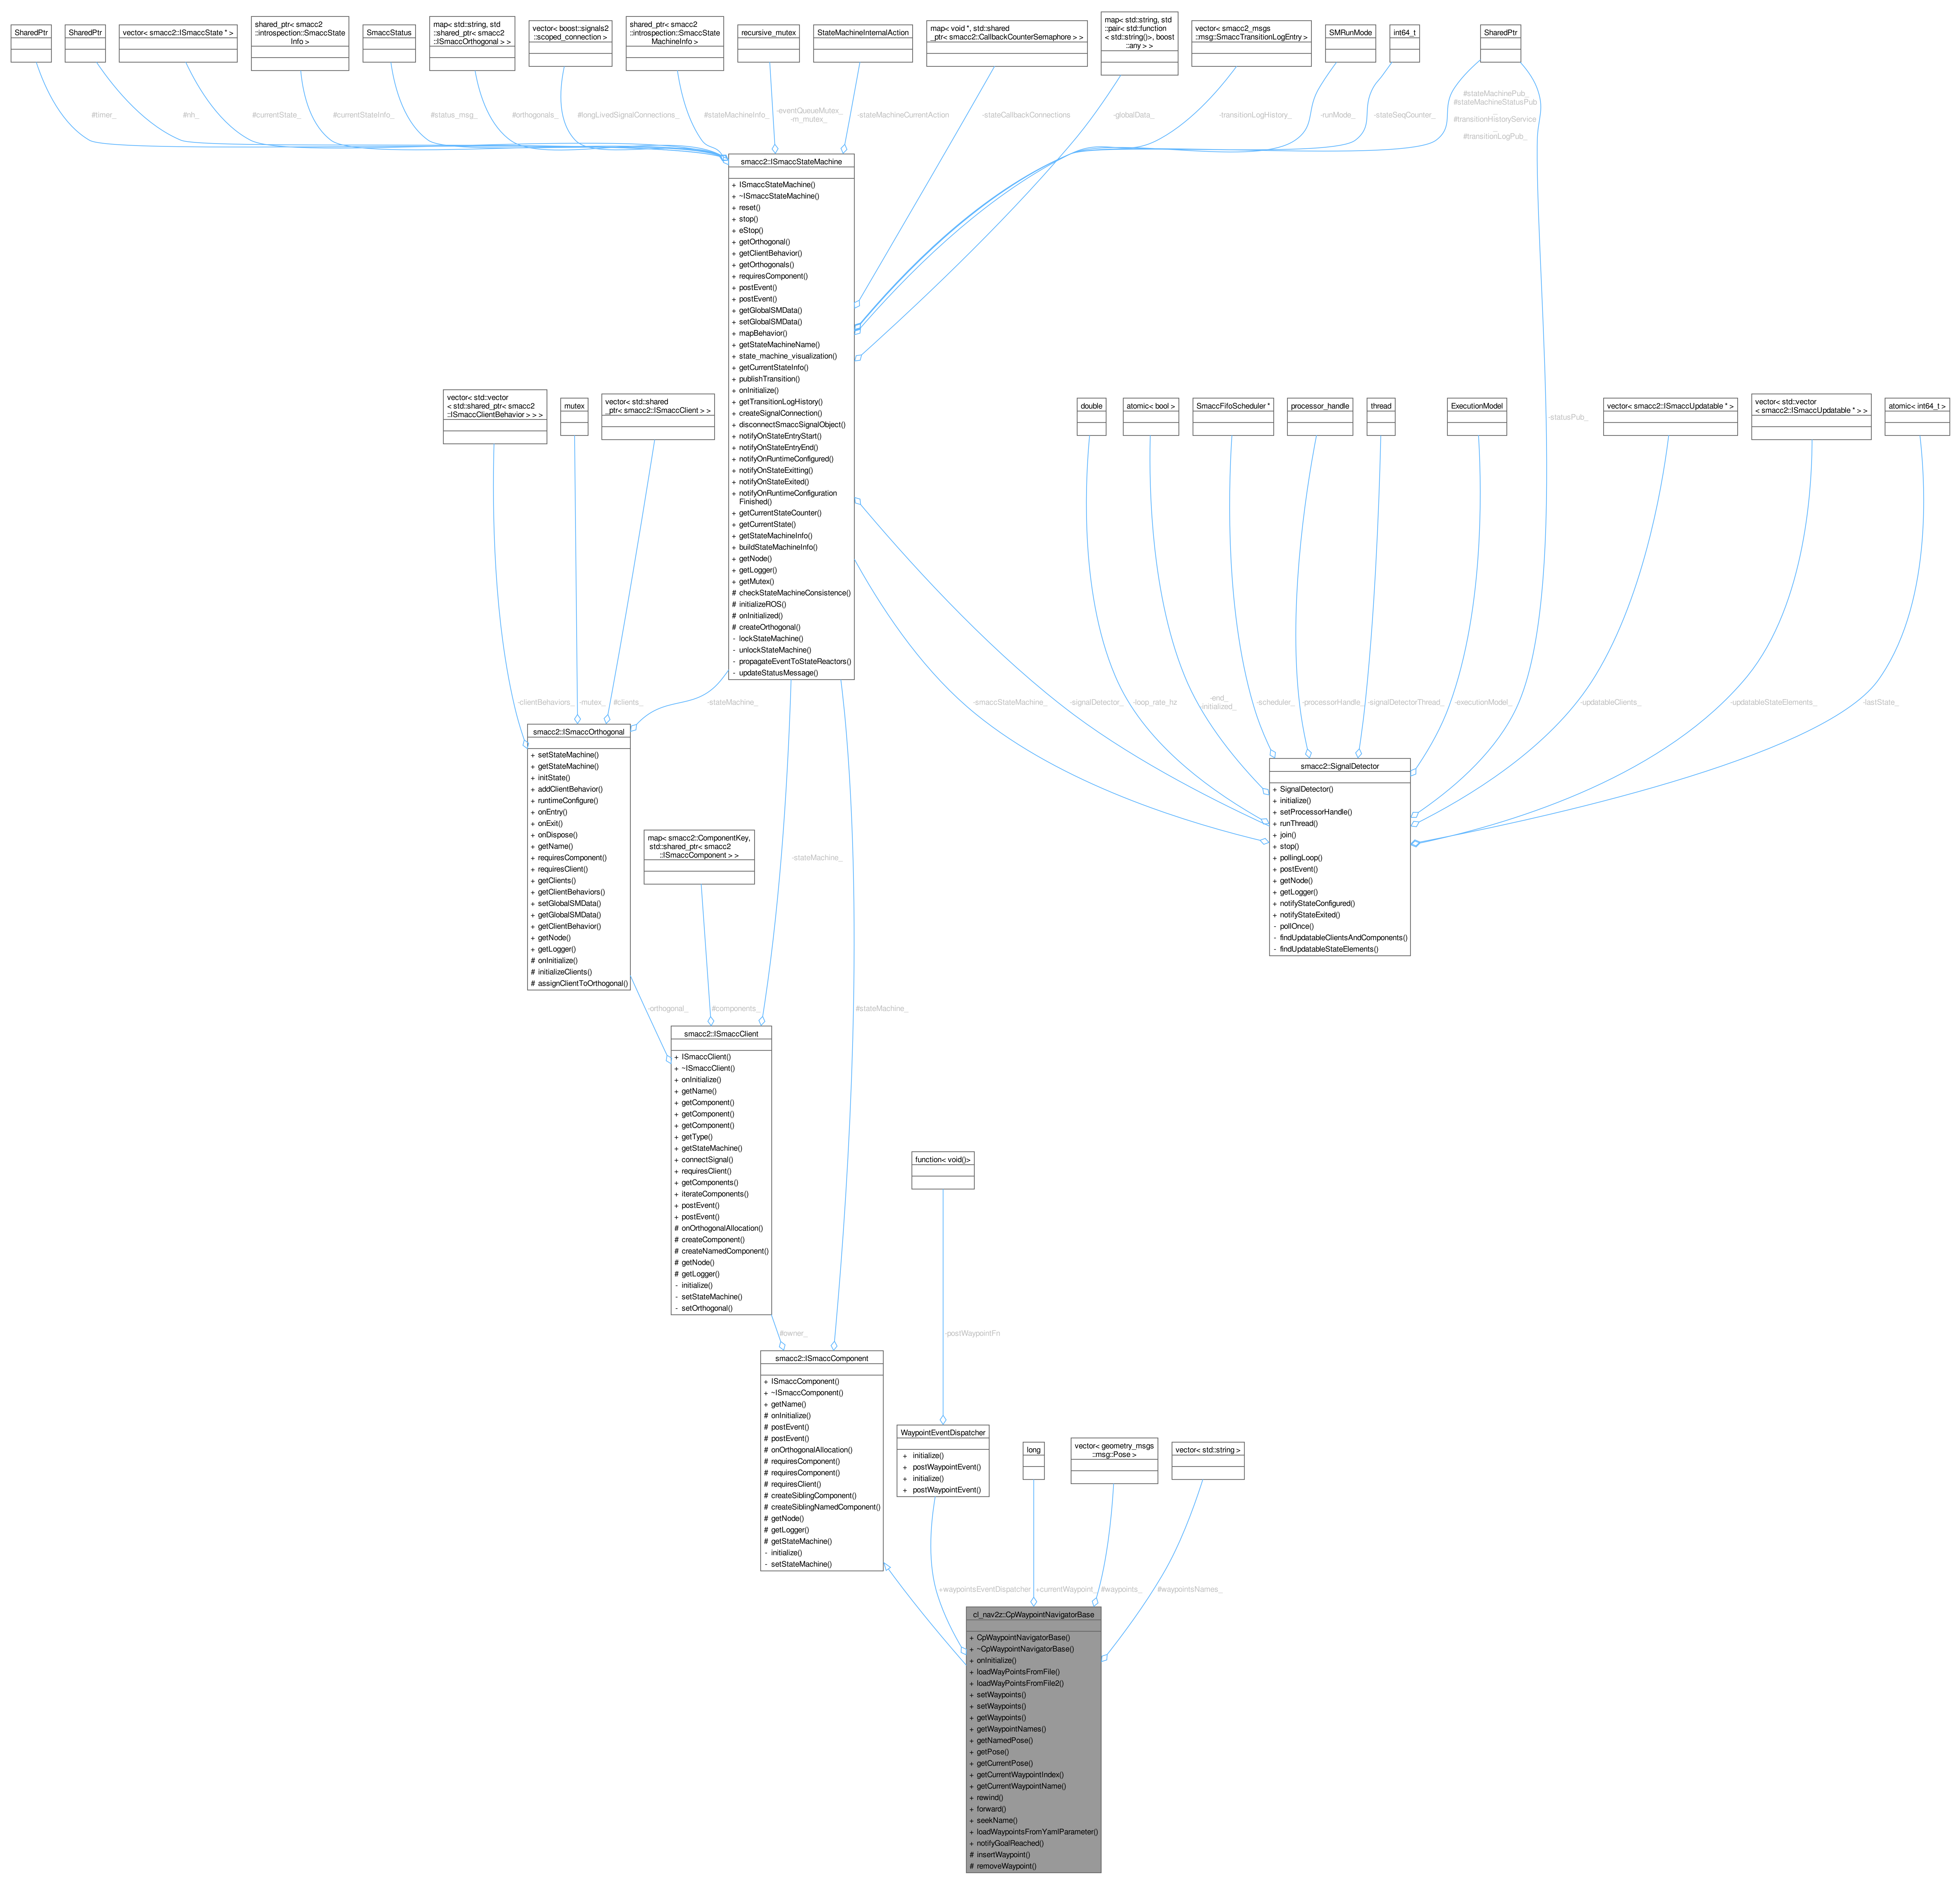 SharedPtr
SharedPtr
vector< smacc2::ISmaccState * >
shared_ptr< smacc2
::introspection::SmaccState
Info >
SmaccStatus
map< std::string, std
::shared_ptr< smacc2
::ISmaccOrthogonal > >
vector< boost::signals2
::scoped_connection >
shared_ptr< smacc2
::introspection::SmaccState
MachineInfo >
recursive_mutex
StateMachineInternalAction
map< void *, std::shared
_ptr< smacc2::CallbackCounterSemaphore > >
map< std::string, std
::pair< std::function
< std::string()>, boost
::any > >
vector< smacc2_msgs
::msg::SmaccTransitionLogEntry >
SMRunMode
int64_t
SharedPtr
#timer_
#nh_
#currentState_
#currentStateInfo_
#status_msg_
#orthogonals_
#longLivedSignalConnections_
#stateMachineInfo_
-eventQueueMutex_
-m_mutex_
-stateMachineCurrentAction
-stateCallbackConnections
-globalData_
-transitionLogHistory_
-runMode_
-stateSeqCounter_
#stateMachinePub_
#stateMachineStatusPub
_
#transitionHistoryService
_
#transitionLogPub_
smacc2::ISmaccStateMachine
+ ISmaccStateMachine()
+ ~ISmaccStateMachine()
+ reset()
+ stop()
+ eStop()
+ getOrthogonal()
+ getClientBehavior()
+ getOrthogonals()
+ requiresComponent()
+ postEvent()
+ postEvent()
+ getGlobalSMData()
+ setGlobalSMData()
+ mapBehavior()
+ getStateMachineName()
+ state_machine_visualization()
+ getCurrentStateInfo()
+ publishTransition()
+ onInitialize()
+ getTransitionLogHistory()
+ createSignalConnection()
+ disconnectSmaccSignalObject()
+ notifyOnStateEntryStart()
+ notifyOnStateEntryEnd()
+ notifyOnRuntimeConfigured()
+ notifyOnStateExitting()
+ notifyOnStateExited()
+ notifyOnRuntimeConfiguration
Finished()
+ getCurrentStateCounter()
+ getCurrentState()
+ getStateMachineInfo()
+ buildStateMachineInfo()
+ getNode()
+ getLogger()
+ getMutex()
# checkStateMachineConsistence()
# initializeROS()
# onInitialized()
# createOrthogonal()
- lockStateMachine()
- unlockStateMachine()
- propagateEventToStateReactors()
- updateStatusMessage()
vector< std::vector
< std::shared_ptr< smacc2
::ISmaccClientBehavior > > >
mutex
vector< std::shared
_ptr< smacc2::ISmaccClient > >
double
atomic< bool >
SmaccFifoScheduler *
processor_handle
thread
ExecutionModel
-statusPub_
vector< smacc2::ISmaccUpdatable * >
vector< std::vector
< smacc2::ISmaccUpdatable * > >
atomic< int64_t >
-clientBehaviors_
-mutex_
#clients_
-stateMachine_
-smaccStateMachine_
-signalDetector_
-loop_rate_hz
-end_
-initialized_
-scheduler_
-processorHandle_
-signalDetectorThread_
-executionModel_
-updatableClients_
-updatableStateElements_
-lastState_
smacc2::ISmaccOrthogonal
+ setStateMachine()
+ getStateMachine()
+ initState()
+ addClientBehavior()
+ runtimeConfigure()
+ onEntry()
+ onExit()
+ onDispose()
+ getName()
+ requiresComponent()
+ requiresClient()
+ getClients()
+ getClientBehaviors()
+ setGlobalSMData()
+ getGlobalSMData()
+ getClientBehavior()
+ getNode()
+ getLogger()
# onInitialize()
# initializeClients()
# assignClientToOrthogonal()
smacc2::SignalDetector
+ SignalDetector()
+ initialize()
+ setProcessorHandle()
+ runThread()
+ join()
+ stop()
+ pollingLoop()
+ postEvent()
+ getNode()
+ getLogger()
+ notifyStateConfigured()
+ notifyStateExited()
- pollOnce()
- findUpdatableClientsAndComponents()
- findUpdatableStateElements()
map< smacc2::ComponentKey,
std::shared_ptr< smacc2
::ISmaccComponent > >
-stateMachine_
-orthogonal_
#components_
#stateMachine_
smacc2::ISmaccClient
+ ISmaccClient()
+ ~ISmaccClient()
+ onInitialize()
+ getName()
+ getComponent()
+ getComponent()
+ getComponent()
+ getType()
+ getStateMachine()
+ connectSignal()
+ requiresClient()
+ getComponents()
+ iterateComponents()
+ postEvent()
+ postEvent()
# onOrthogonalAllocation()
# createComponent()
# createNamedComponent()
# getNode()
# getLogger()
- initialize()
- setStateMachine()
- setOrthogonal()
function< void()>
#owner_
-postWaypointFn
smacc2::ISmaccComponent
+ ISmaccComponent()
+ ~ISmaccComponent()
+ getName()
# onInitialize()
# postEvent()
# postEvent()
# onOrthogonalAllocation()
# requiresComponent()
# requiresComponent()
# requiresClient()
# createSiblingComponent()
# createSiblingNamedComponent()
# getNode()
# getLogger()
# getStateMachine()
- initialize()
- setStateMachine()
WaypointEventDispatcher
+ initialize()
+ postWaypointEvent()
+ initialize()
+ postWaypointEvent()
long
vector< geometry_msgs
::msg::Pose >
vector< std::string >
+waypointsEventDispatcher
+currentWaypoint_
#waypoints_
#waypointsNames_
cl_nav2z::CpWaypointNavigatorBase
+ CpWaypointNavigatorBase()
+ ~CpWaypointNavigatorBase()
+ onInitialize()
+ loadWayPointsFromFile()
+ loadWayPointsFromFile2()
+ setWaypoints()
+ setWaypoints()
+ getWaypoints()
+ getWaypointNames()
+ getNamedPose()
+ getPose()
+ getCurrentPose()
+ getCurrentWaypointIndex()
+ getCurrentWaypointName()
+ rewind()
+ forward()
+ seekName()
+ loadWaypointsFromYamlParameter()
+ notifyGoalReached()
# insertWaypoint()
# removeWaypoint()